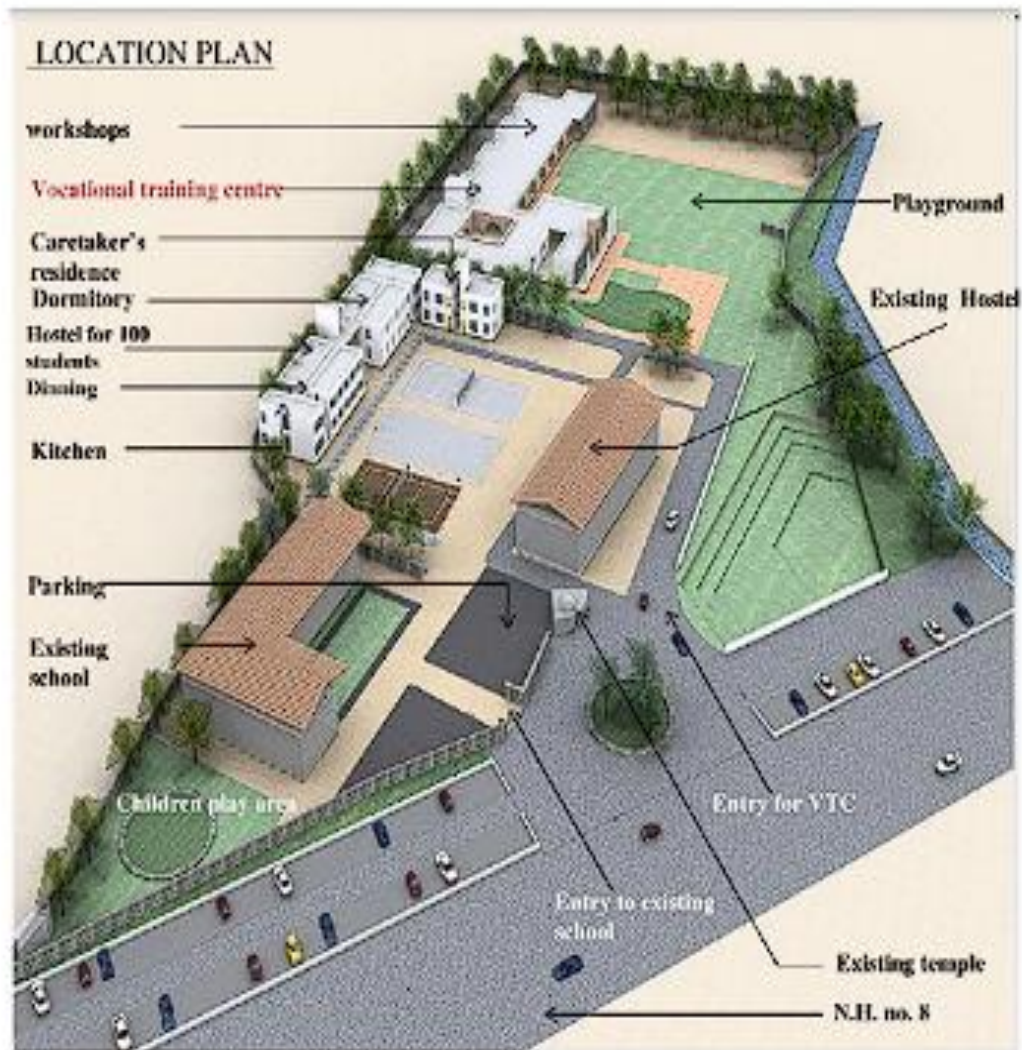 LOCATION PLAN
workshops
Vocational training centre
Playground
Caretaker's
residence
Dormitory
Existing Hostel
Hostel for 100
students
Dinning
Kitchen
Parking
Existing
school
Children play area
Entry for VTC
Entry to existing
school
Existing temple
N.H. no. 8